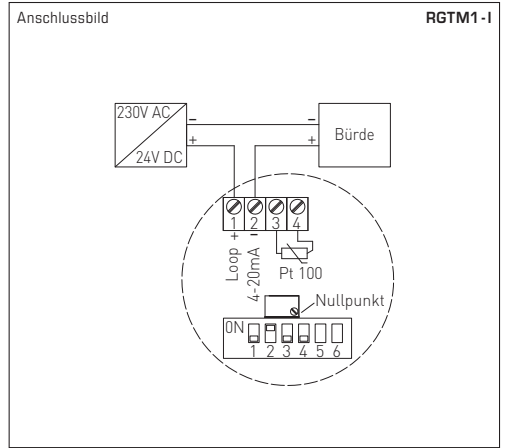 Anschlussbild RGTM1-I
230V AC
24V DC
– –
+ +
Bürde
1 2 3 4
Loop +
4-20mA –
Pt 100
Nullpunkt
ON
1 2 3 4 5 6